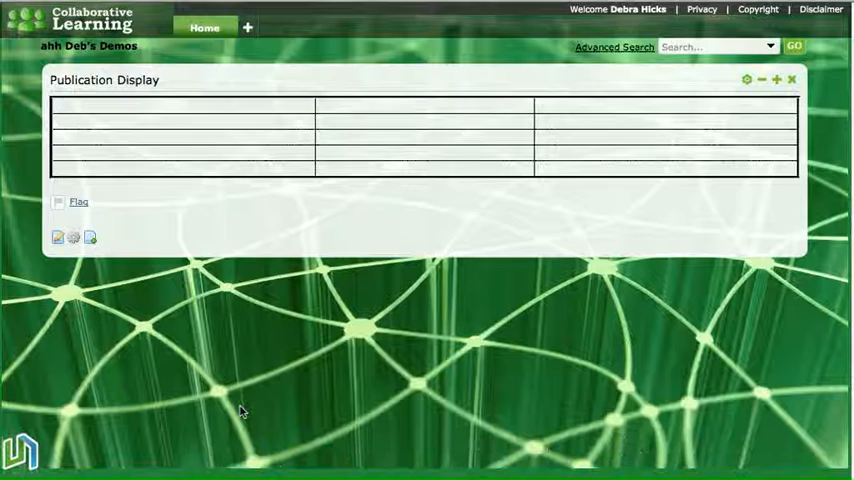 Collaborative
Learning
Home
Welcome Debra Hicks | Privacy | Copyright | Disclaimer
ahh Deb's Demos
Advanced Search
Search...
GO
Publication Display
Flag